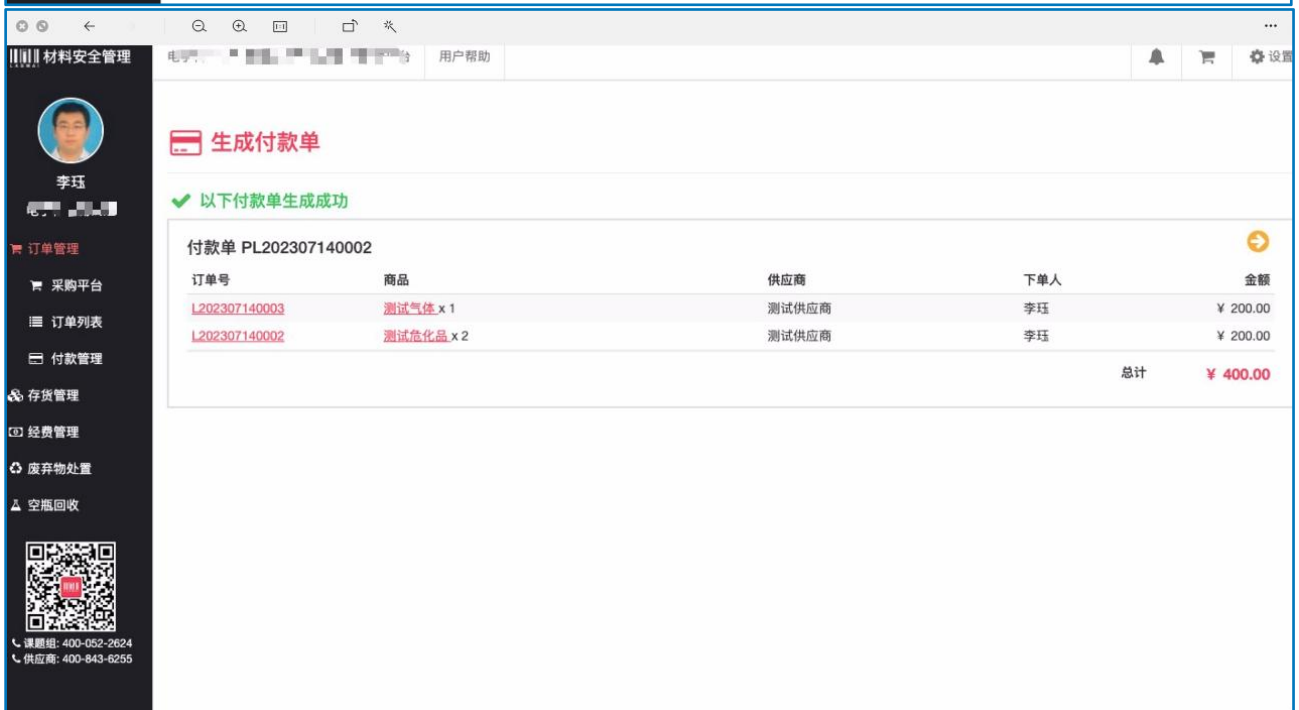 材料安全管理
用户帮助
设置
李珏
订单管理
采购平台
订单列表
付款管理
存货管理
经费管理
废弃物处置
空瓶回收
课题组: 400-052-2624
供应商: 400-843-6255
生成付款单
以下付款单生成成功
付款单 PL202307140002
订单号 商品 供应商 下单人 金额
L202307140003 测试气体 x 1 测试供应商 李珏 ¥ 200.00
L202307140002 测试危化品 x 2 测试供应商 李珏 ¥ 200.00
总计 ¥ 400.00